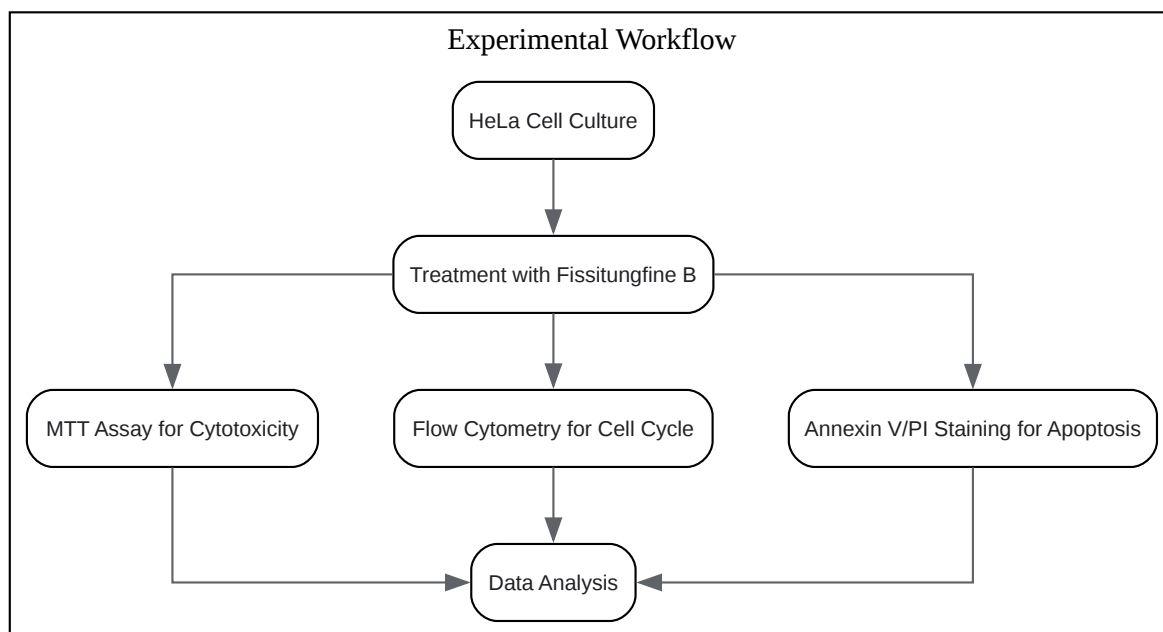 Experimental Workflow
HeLa Cell Culture
Treatment with Fissitungfine B
MTT Assay for Cytotoxicity
Flow Cytometry for Cell Cycle
Annexin V/PI Staining for Apoptosis
Data Analysis